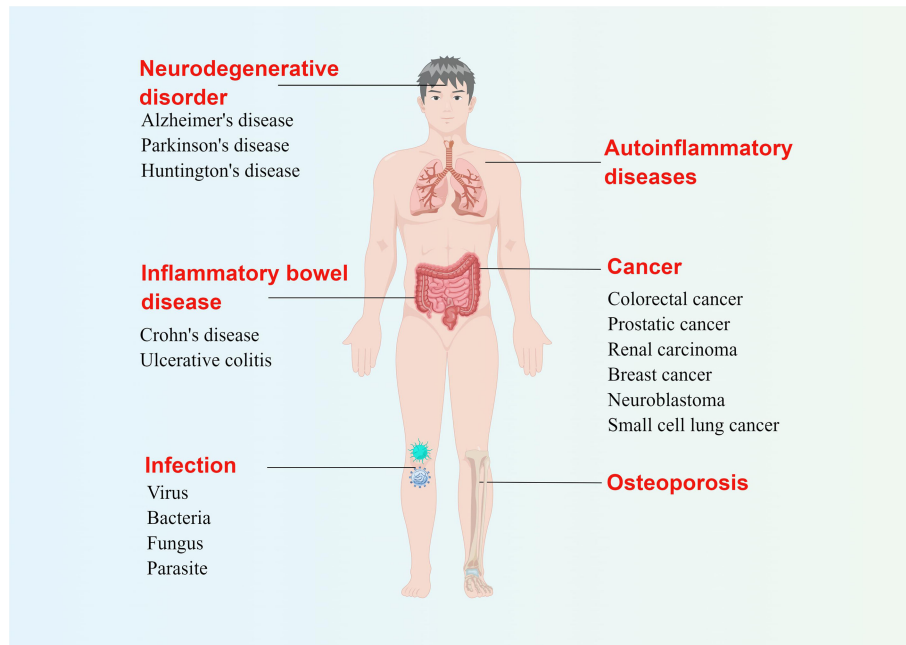 Neurodegenerative
disorder
Alzheimer's disease
Parkinson's disease
Huntington's disease
Autoinflammatory
diseases
Inflammatory bowel
disease
Crohn's disease
Ulcerative colitis
Cancer
Colorectal cancer
Prostatic cancer
Renal carcinoma
Breast cancer
Neuroblastoma
Small cell lung cancer
Infection
Virus
Bacteria
Fungus
Parasite
Osteoporosis